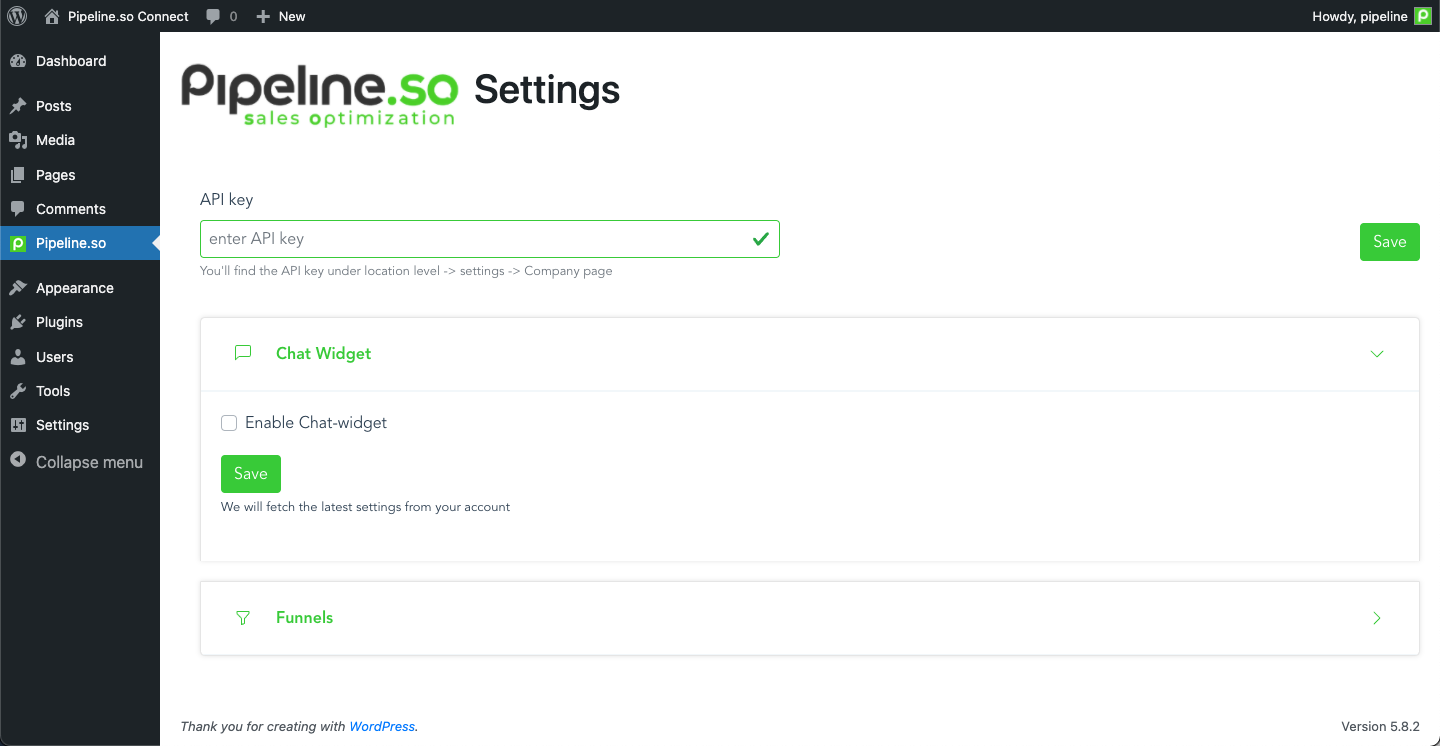 Pipeline.so Connect 0 New Howdy, pipeline
Dashboard
Posts
Media
Pages
Comments
Pipeline.so
Appearance
Plugins
Users
Tools
Settings
Collapse menu
Pipeline.so Settings
sales optimization
API key
enter API key
Save
You'll find the API key under location level -> settings -> Company page
Chat Widget
Enable Chat-widget
Save
We will fetch the latest settings from your account
Funnels
Thank you for creating with WordPress. Version 5.8.2